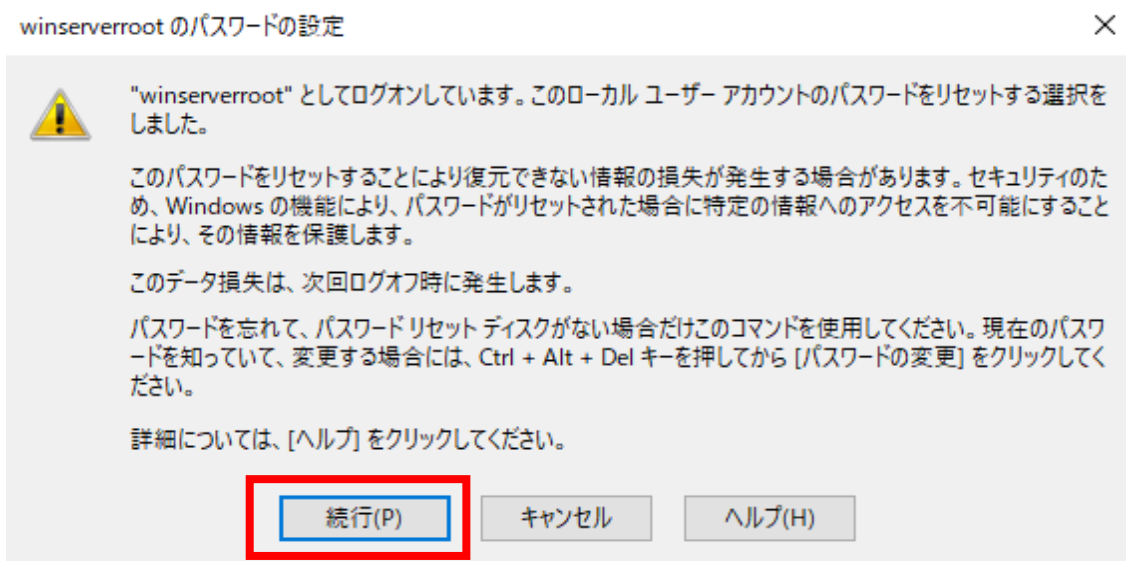 winserverroot のパスワードの設定
"winserverroot" としてログオンしています。このローカル ユーザー アカウントのパスワードをリセットする選択を
しました。
このパスワードをリセットすることにより復元できない情報の損失が発生する場合があります。セキュリティのた
め、Windows の機能により、パスワードがリセットされた場合に特定の情報へのアクセスを不可能にすること
により、その情報を保護します。
このデータ損失は、次回ログオフ時に発生します。
パスワードを忘れて、パスワード リセット ディスクがない場合だけこのコマンドを使用してください。現在のパスワ
ードを知っていて、変更する場合には、Ctrl + Alt + Del キーを押してから [パスワードの変更] をクリックしてく
ださい。
詳細については、[ヘルプ] をクリックしてください。
続行(P) キャンセル ヘルプ(H)